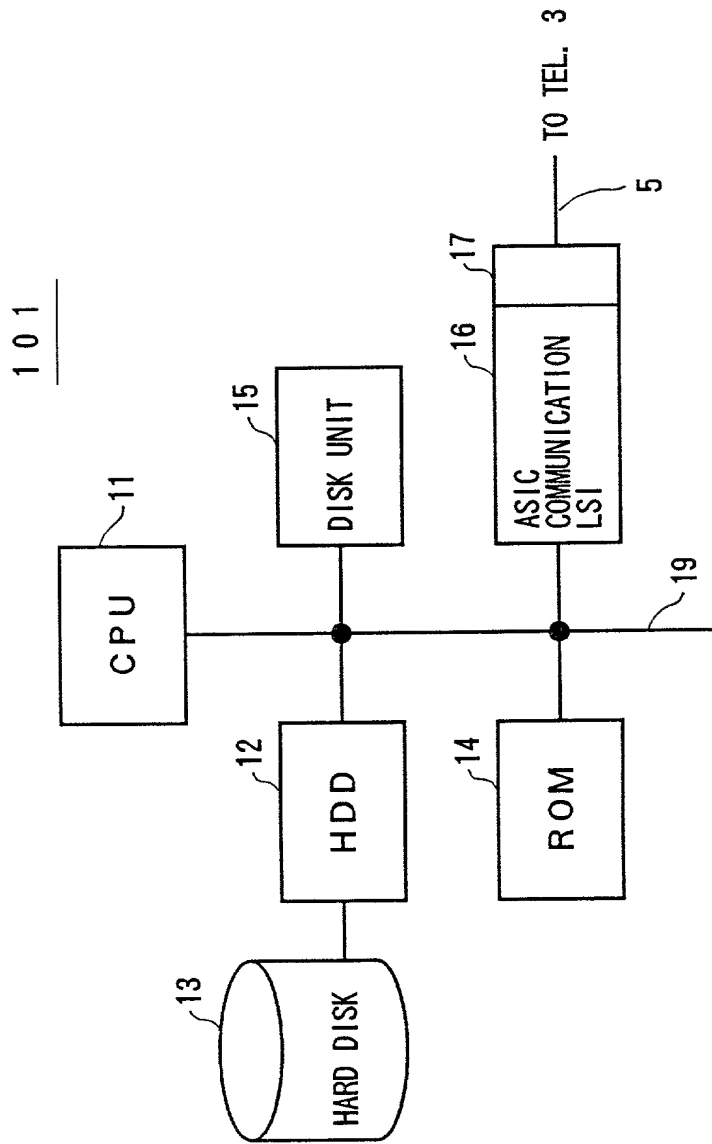 101
11
CPU
12
HDD
15
DISK UNIT
13
HARD DISK
14
ROM
16
17
ASIC
COMMUNICATION
LSI
5
TO TEL. 3
19